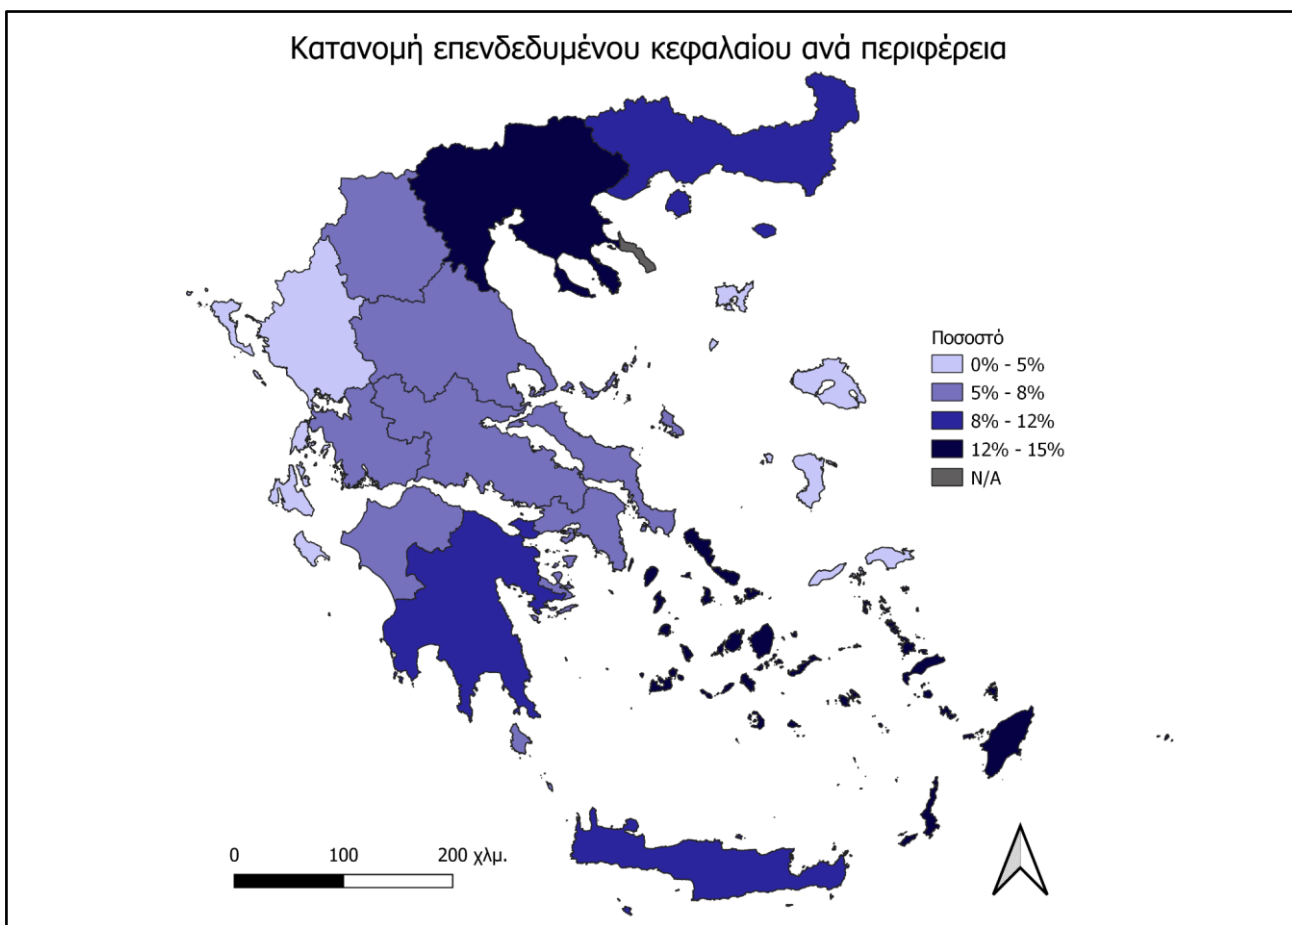 Κατανομή επενδεδυμένου κεφαλαίου ανά περιφέρεια
Ποσοστό
0% - 5%
5% - 8%
8% - 12%
12% - 15%
N/A
0 100 200 χλμ.